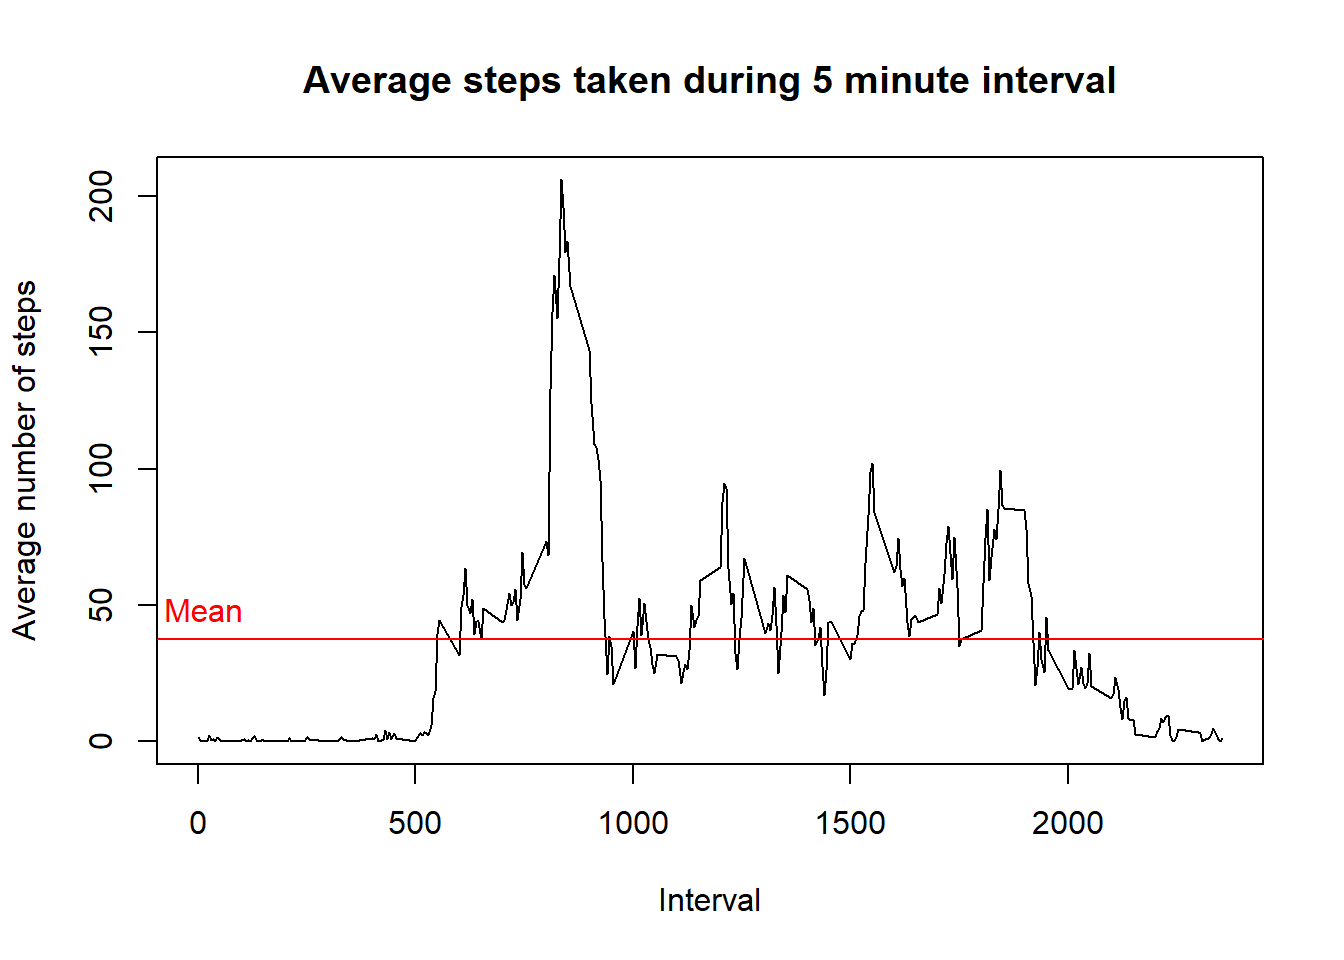 Average steps taken during 5 minute interval
Average number of steps
200
150
100
50
0
Mean
0 500 1000 1500 2000
Interval